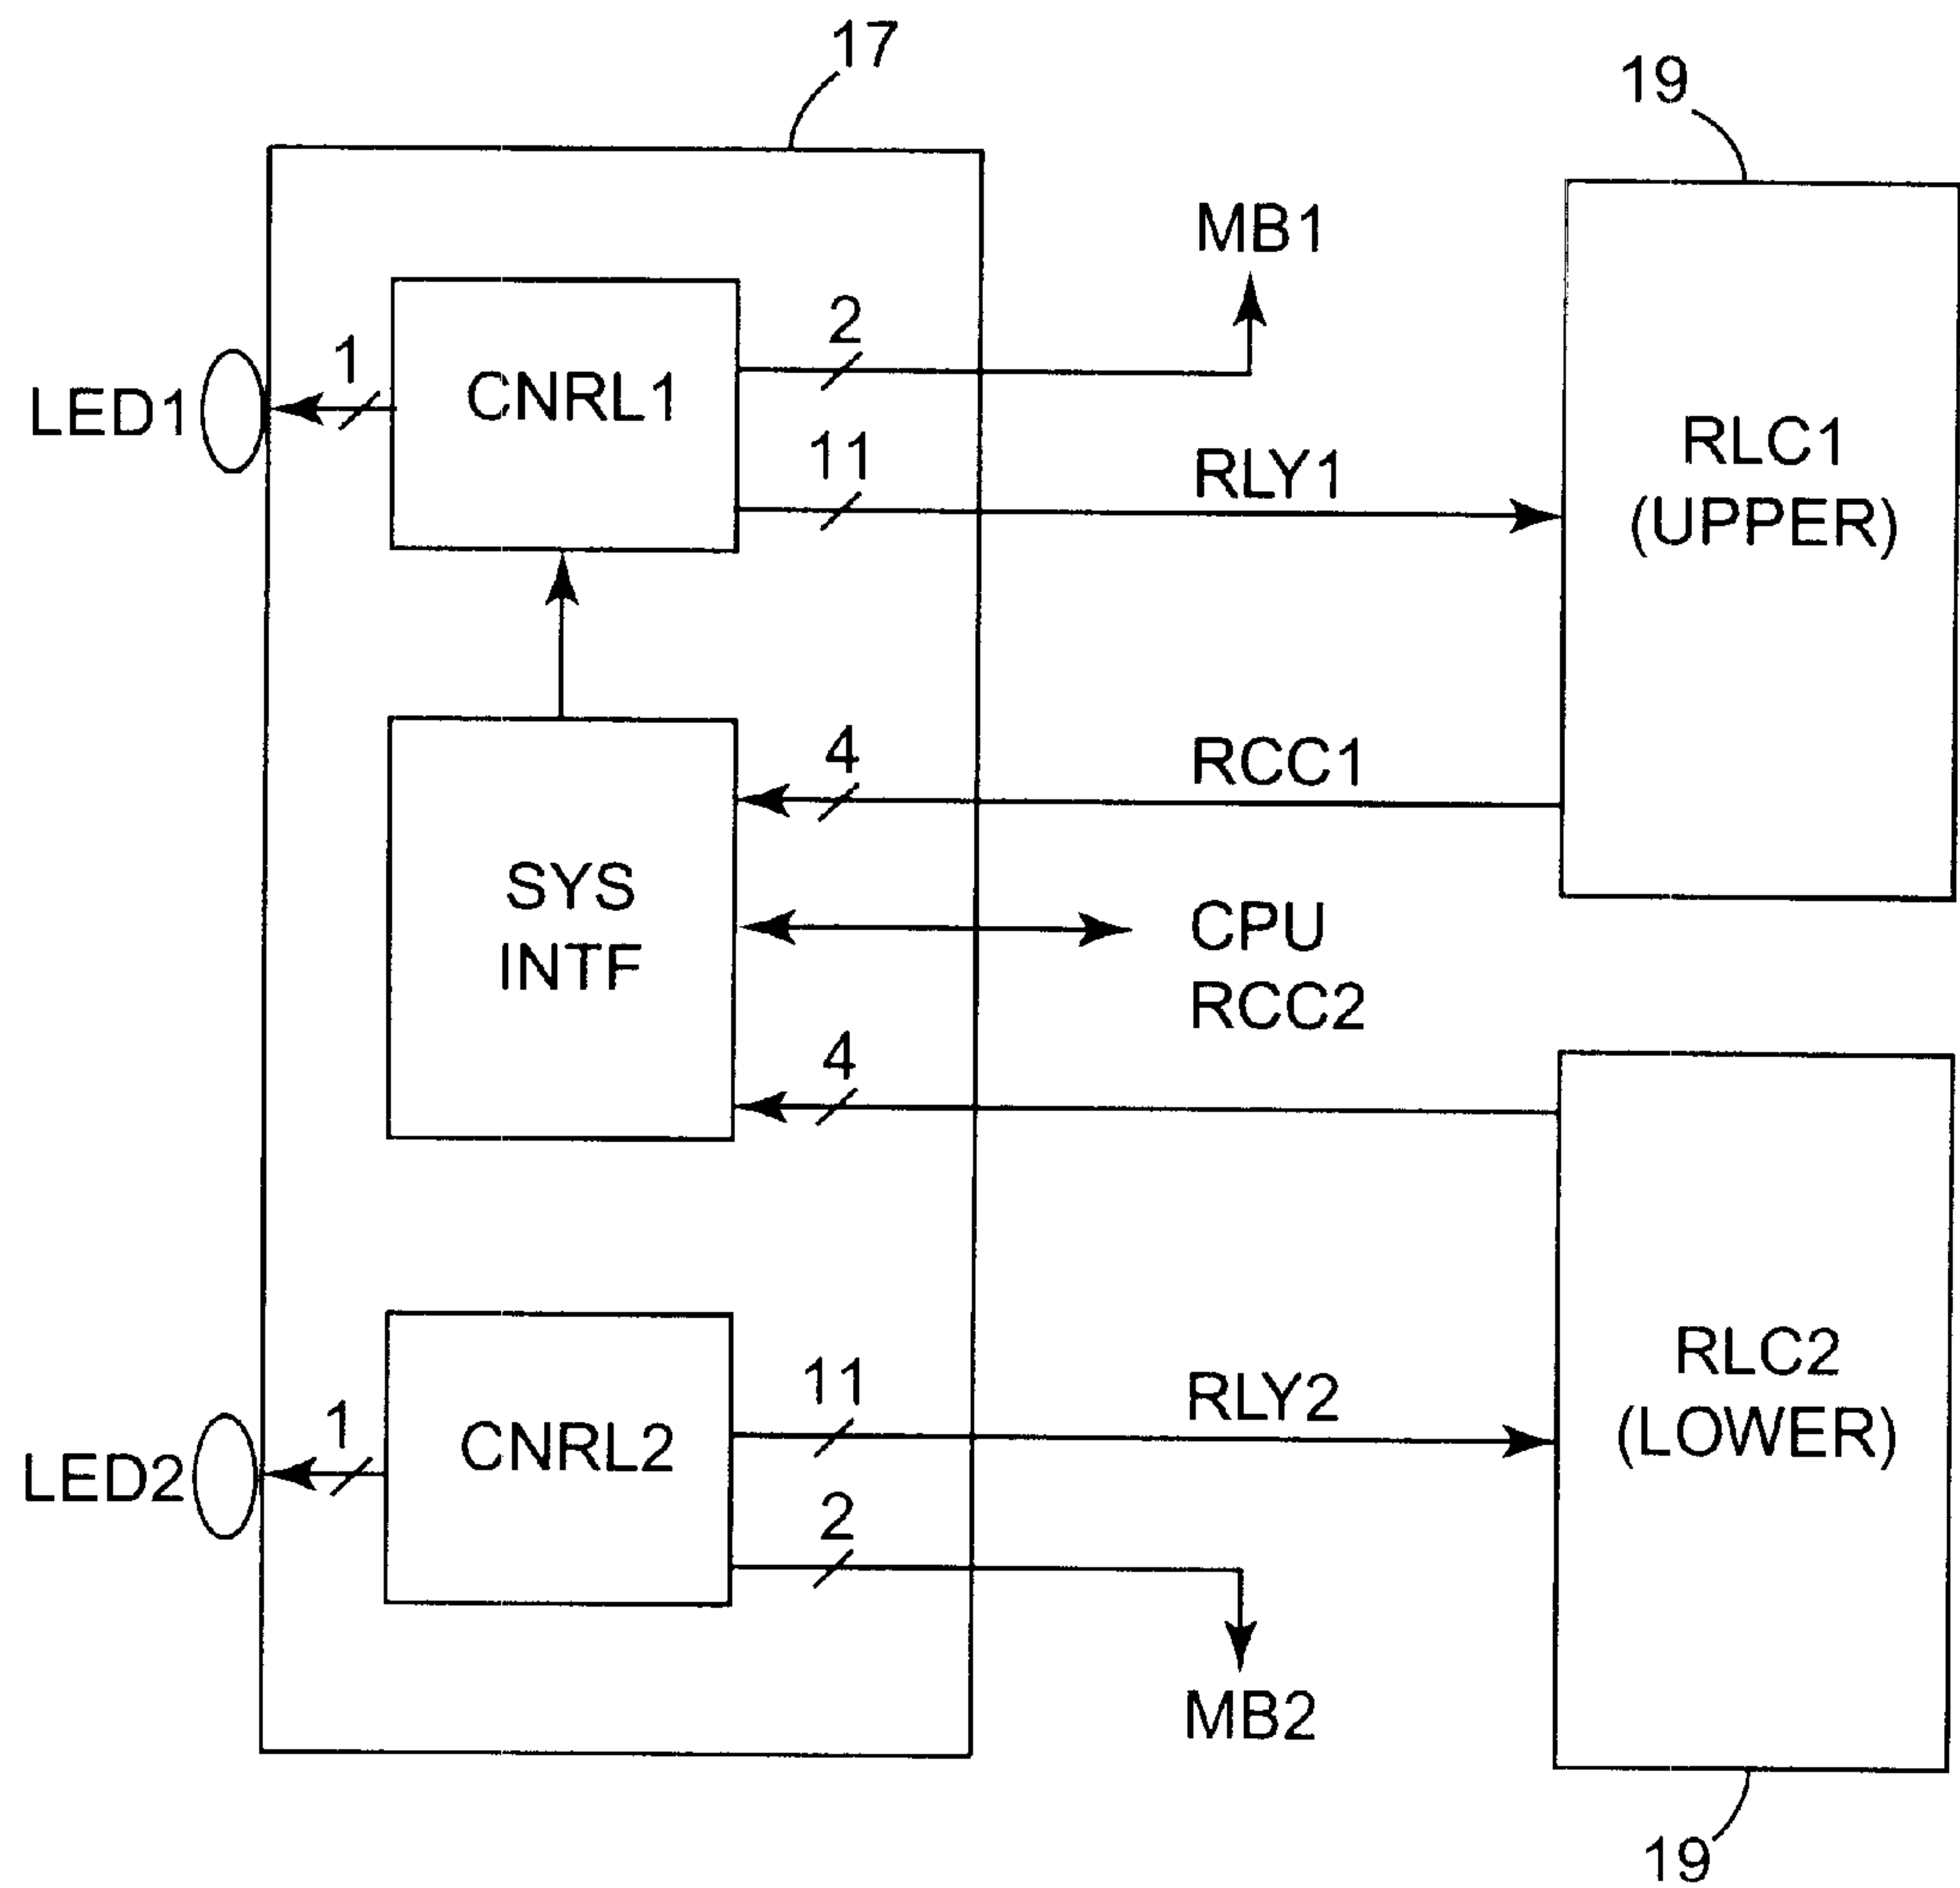 17
19
MB1
2
1
CNRL1
LED1
11
RLY1
RLC1
(UPPER)
4
RCC1
SYS
INTF
CPU
RCC2
4
11
RLY2
RLC2
(LOWER)
1
CNRL2
LED2
2
MB2
19